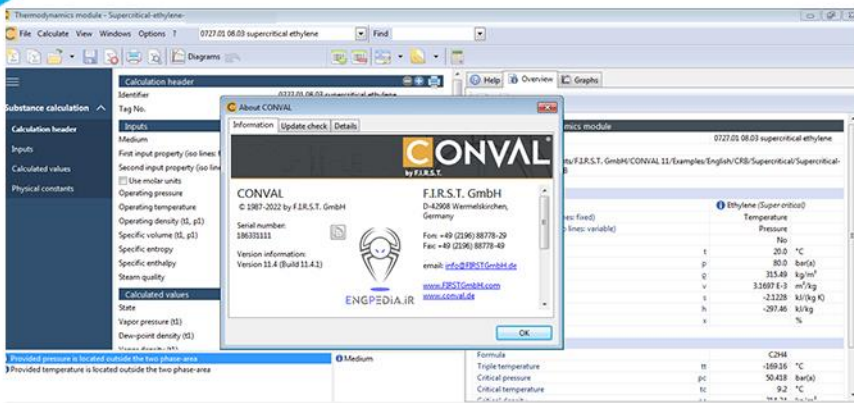 Thermodynamics module - Supercritical-ethylene-
File Calculate View Windows Options ?
0727.01 08.03 supercritical ethylene
Find
Diagrams
Substance calculation
Calculation header
Inputs
Calculated values
Physical constants
Calculation header
Identifier
0727.01 08.03 supercritical ethylene
Tag No.
Inputs
Medium
First input property (iso lines: f
Second input property (iso line
Use molar units
Operating pressure
Operating temperature
Operating density (t1, p1)
Specific volume (t1, p1)
Specific entropy
Specific enthalpy
Steam quality
Calculated values
State
Vapor pressure (t1)
Dew-point density (t1)
Provided pressure is located outside the two phase-area
Provided temperature is located outside the two phase-area
Medium
About CONVAL
Information
Update check
Details
CONVAL
by F.I.R.S.T.
CONVAL
© 1987-2022 by F.I.R.S.T. GmbH
Serial number:
186331111
Version information:
Version 11.4 (Build 11.4.1)
ENGPEDIA.iR
F.I.R.S.T. GmbH
D-42908 Wermelskirchen,
Germany
Fon: +49 (2196) 88778-29
Fax: +49 (2196) 88778-49
email: info@FIRSTGmbH.de
www.FIRSTGmbH.com
www.conval.de
OK
Help
Overview
Graphs
mics module
0727.01 08.03 supercritical ethylene
ts/F.I.R.S.T. GmbH/CONVAL 11/Examples/English/CRB/Supercritical/Supercritical-
Ethylene (Super critical)
nes: fixed)
Temperature
o lines: variable)
Pressure
No
t 20.0 °C
p 80.0 bar(a)
ϱ 315.49 kg/m³
v 3.1697 E-3 m³/kg
s -2.1228 kJ/(kg K)
h -297.46 kJ/kg
x %
Formula C2H4
Triple temperature tt -169.16 °C
Critical pressure pc 50.418 bar(a)
Critical temperature tc 9.2 °C